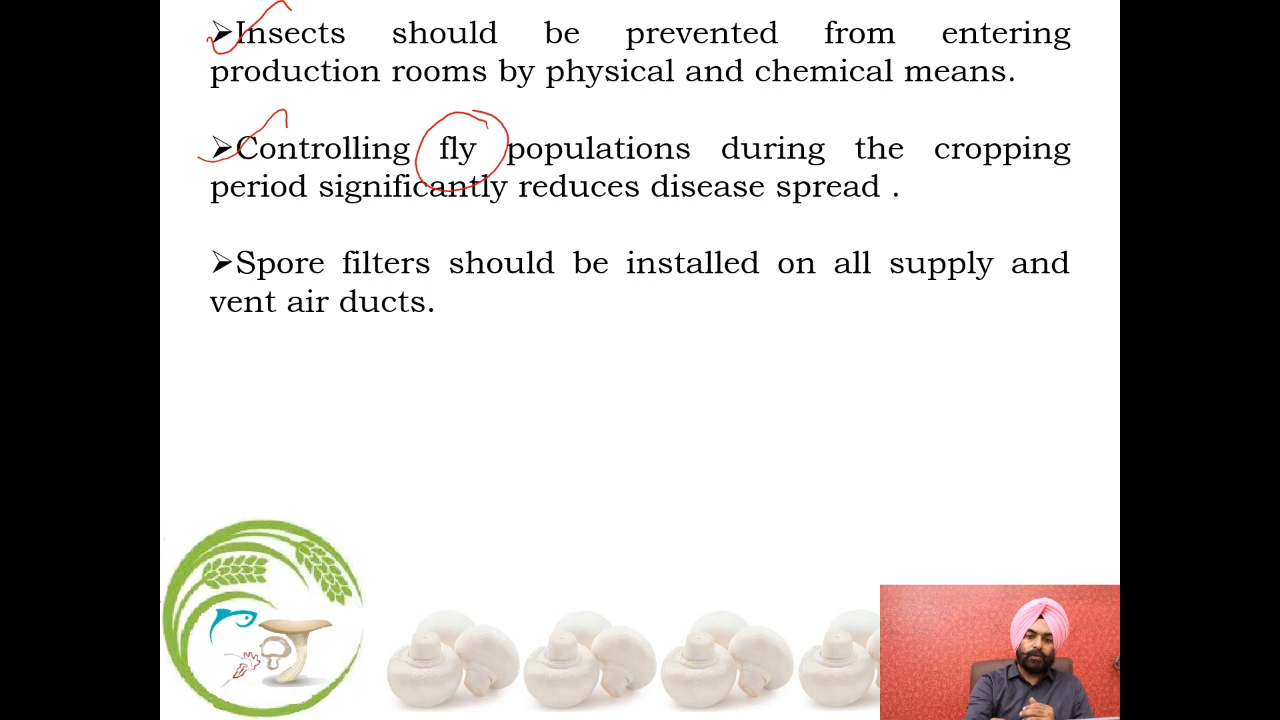 ➢Insects should be prevented from entering
production rooms by physical and chemical means.
➢Controlling fly populations during the cropping
period significantly reduces disease spread .
➢Spore filters should be installed on all supply and
vent air ducts.